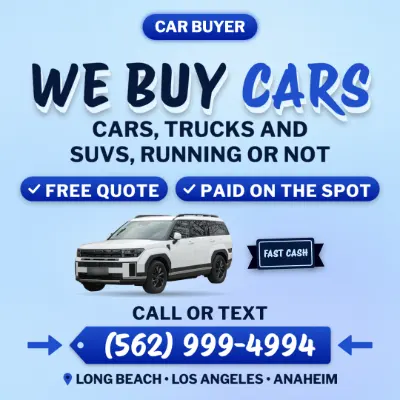 CAR BUYER
WE BUY CARS
CARS, TRUCKS AND
SUVS, RUNNING OR NOT
FREE QUOTE
PAID ON THE SPOT
FAST CASH
CALL OR TEXT
(562) 999-4994
LONG BEACH • LOS ANGELES • ANAHEIM